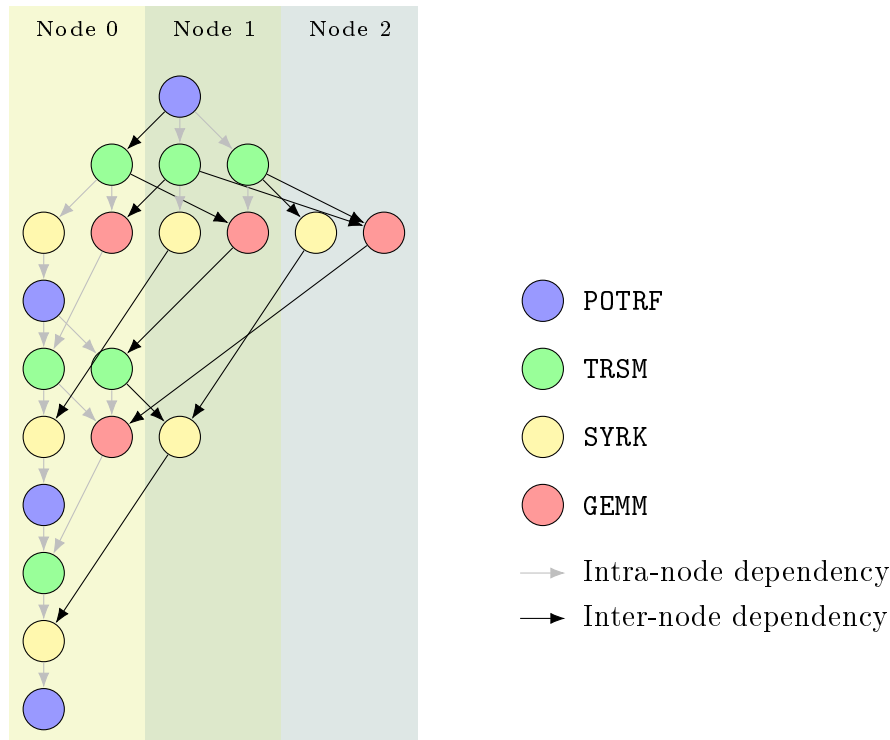 Node 0
Node 1
Node 2
POTRF
TRSM
SYRK
GEMM
Intra-node dependency
Inter-node dependency